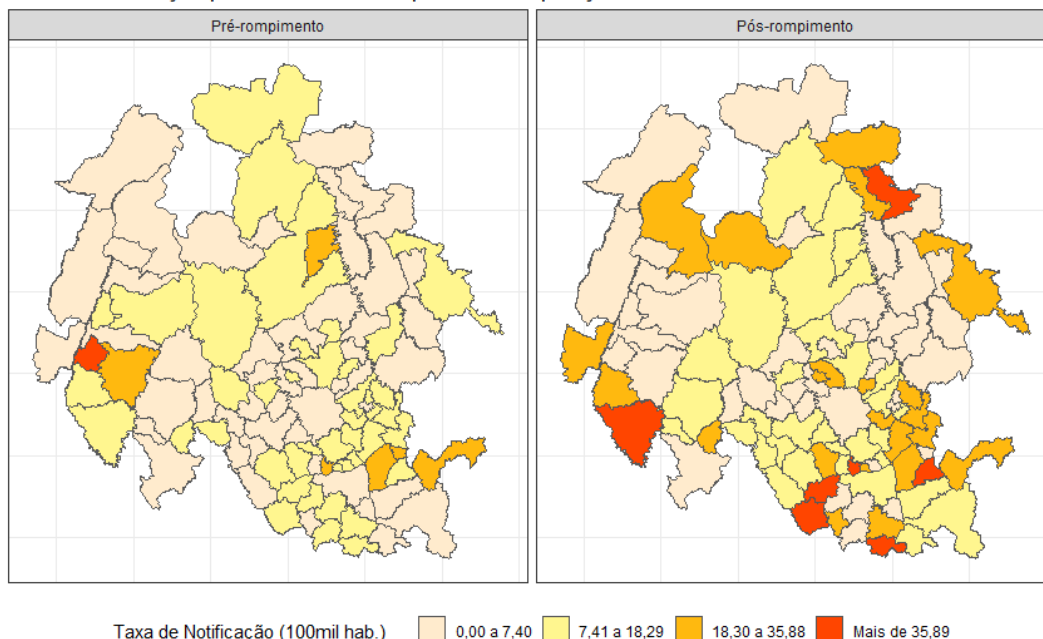 Pré-rompimento
Pós-rompimento
Taxa de Notificação (100mil hab.)
0,00 a 7,40
7,41 a 18,29
18,30 a 35,88
Mais de 35,89